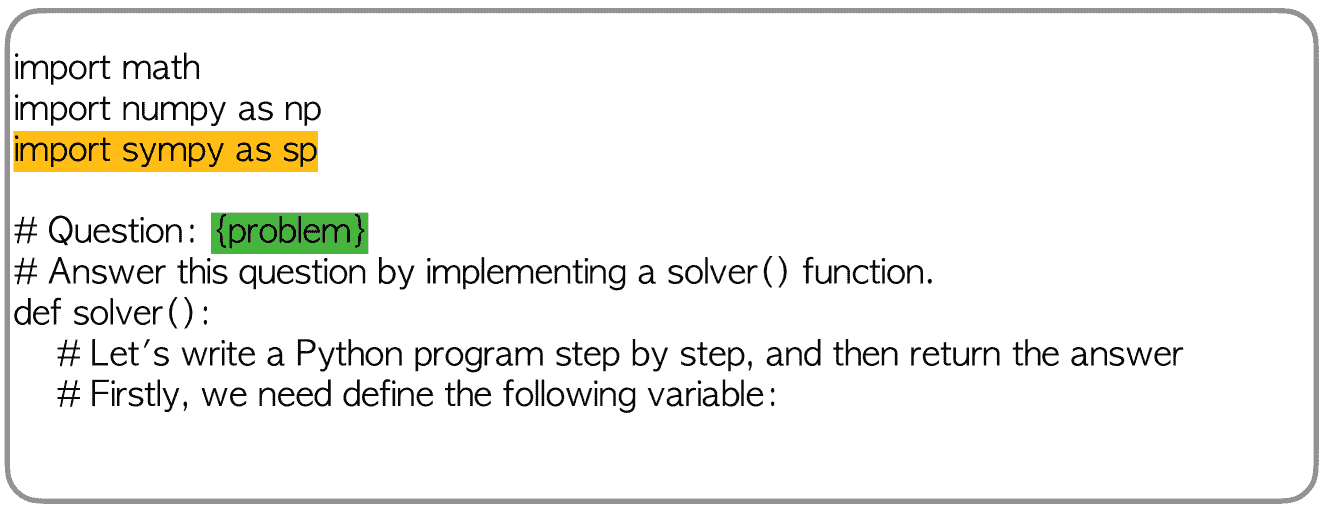 import math
import numpy as np
import sympy as sp
# Question: {problem}
# Answer this question by implementing a solver() function.
def solver():
# Let's write a Python program step by step, and then return the answer
# Firstly, we need define the following variable: